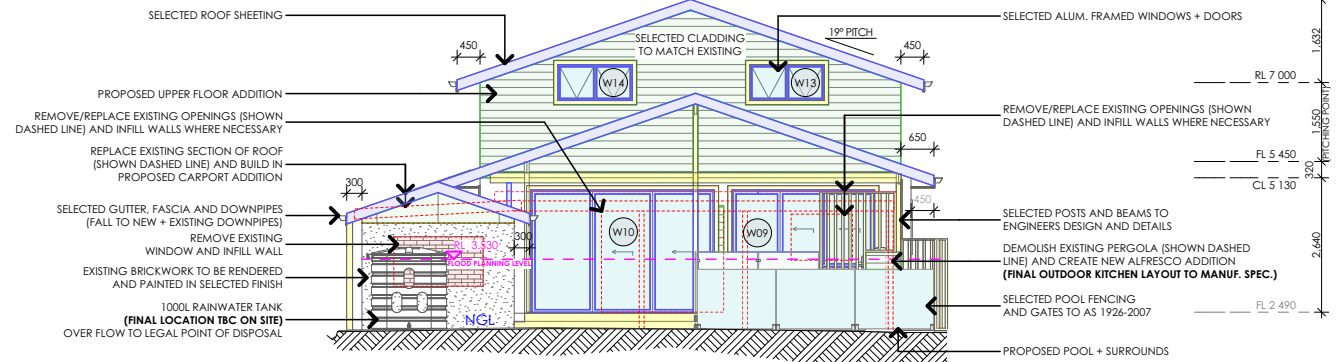 SELECTED ROOF SHEETING
450
PROPOSED UPPER FLOOR ADDITION
REMOVE/REPLACE EXISTING OPENINGS (SHOWN
DASHED LINE) AND INFILL WALLS WHERE NECESSARY
REPLACE EXISTING SECTION OF ROOF
(SHOWN DASHED LINE) AND BUILD IN
PROPOSED CARPORT ADDITION
300
SELECTED GUTTER, FASCIA AND DOWNPIPES
(FALL TO NEW + EXISTING DOWNPIPES)
REMOVE EXISTING
WINDOW AND INFILL WALL
EXISTING BRICKWORK TO BE RENDERED
AND PAINTED IN SELECTED FINISH
1000L RAINWATER TANK
(FINAL LOCATION TBC ON SITE)
OVER FLOW TO LEGAL POINT OF DISPOSAL
SELECTED CLADDING
TO MATCH EXISTING
19° PITCH
W14
W13
300
RL 3,530
FLOOD PLANNING LEVEL
NGL
W10
W09
450
650
450
SELECTED ALUM. FRAMED WINDOWS + DOORS
REMOVE/REPLACE EXISTING OPENINGS (SHOWN
DASHED LINE) AND INFILL WALLS WHERE NECESSARY
SELECTED POSTS AND BEAMS TO
ENGINEERS DESIGN AND DETAILS
DEMOLISH EXISTING PERGOLA (SHOWN DASHED
LINE) AND CREATE NEW ALFRESCO ADDITION
(FINAL OUTDOOR KITCHEN LAYOUT TO MANUF. SPEC.)
SELECTED POOL FENCING
AND GATES TO AS 1926-2007
PROPOSED POOL + SURROUNDS
RL 7 000
FL 5 450
CL 5 130
FL 2 490
1,632
1,550
PITCHING POINT
320
2,640